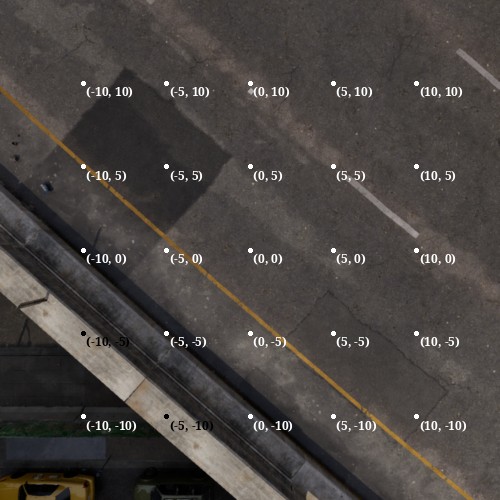 (-10, 10) (-5, 10) (0, 10) (5, 10) (10, 10)
(-10, 5) (-5, 5) (0, 5) (5, 5) (10, 5)
(-10, 0) (-5, 0) (0, 0) (5, 0) (10, 0)
(-10, -5) (-5, -5) (0, -5) (5, -5) (10, -5)
(-10, -10) (-5, -10) (0, -10) (5, -10) (10, -10)